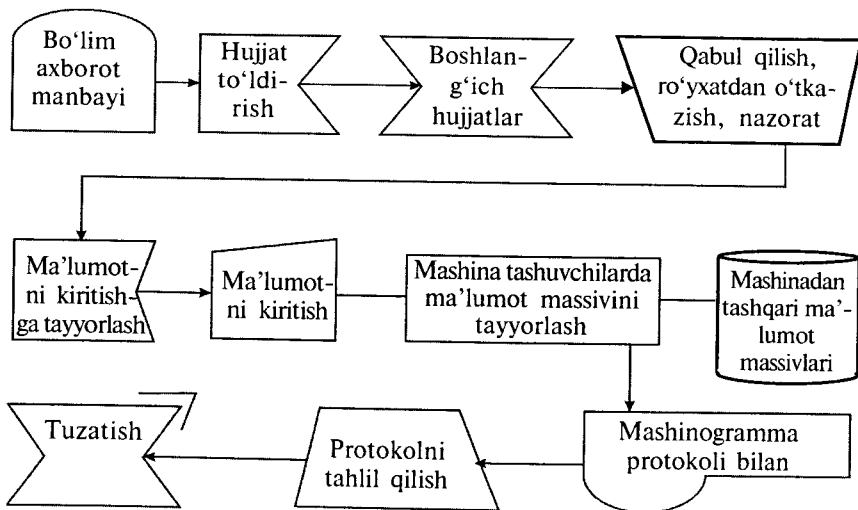 Bo‘lim
axborot
manbayi
Hujjat
to‘ldi-
rish
Boshlan-
g‘ich
hujjatlar
Qabul qilish,
ro‘yxatdan o‘tka-
zish, nazorat
Ma’lumot-
ni kiritish-
ga tayyorlash
Ma’lumot-
ni kiritish
Mashina tashuvchilarda
ma’lumot massivini
tayyorlash
Mashinadan
tashqari ma’-
lumot
massivlari
Tuzatish
Protokolni
tahlil qilish
Mashinogramma
protokoli bilan